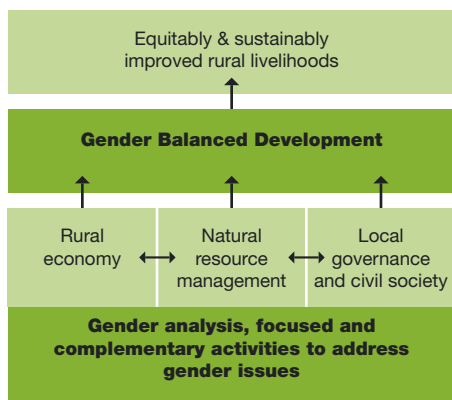 Equitably & sustainably
improved rural livelihoods
Gender Balanced Development
Rural
economy
Natural
resource
management
Local
governance
and civil society
Gender analysis, focused and
complementary activities to address
gender issues